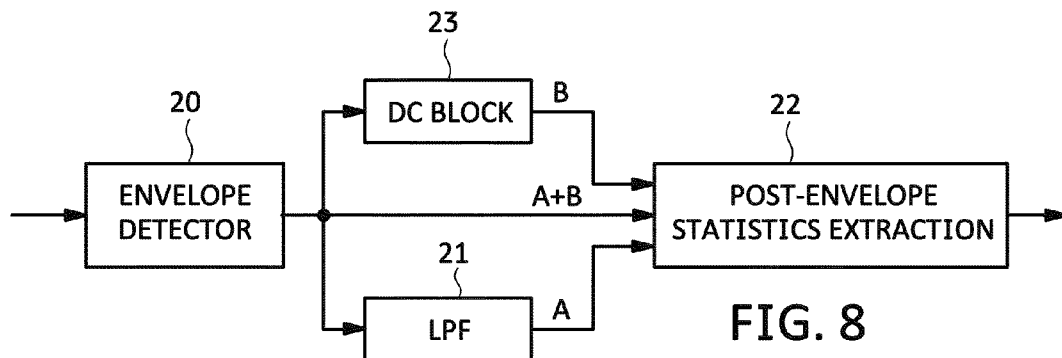 23
DC BLOCK
B
20
ENVELOPE
DETECTOR
A+B
22
POST-ENVELOPE
STATISTICS EXTRACTION
21
LPF
A
FIG. 8